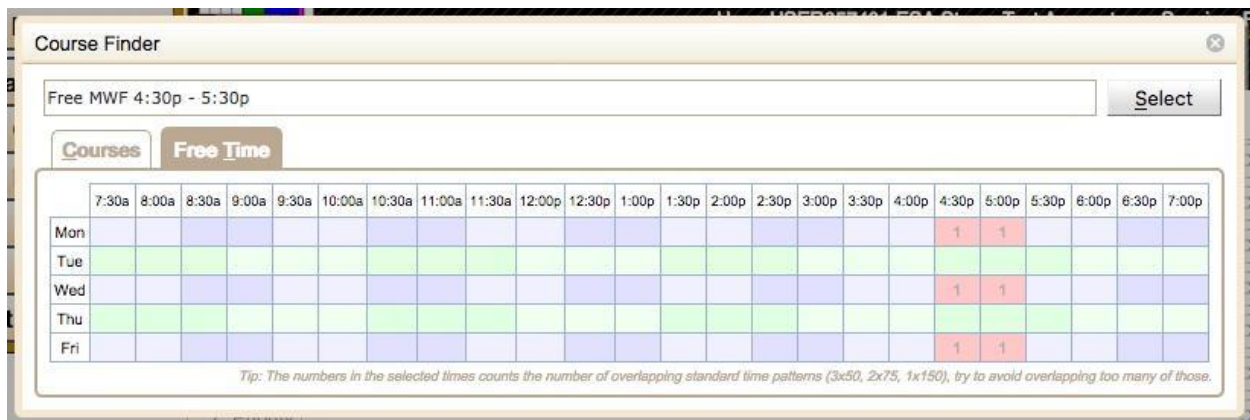 Course Finder
Free MWF 4:30p - 5:30p
Select
Courses Free Time
7:30a 8:00a 8:30a 9:00a 9:30a 10:00a 10:30a 11:00a 11:30a 12:00p 12:30p 1:00p 1:30p 2:00p 2:30p 3:00p 3:30p 4:00p 4:30p 5:00p 5:30p 6:00p 6:30p 7:00p
Mon 1 1
Tue
Wed 1 1
Thu
Fri 1 1
Tip: The numbers in the selected times counts the number of overlapping standard time patterns (3x50, 2x75, 1x150), try to avoid overlapping too many of those.